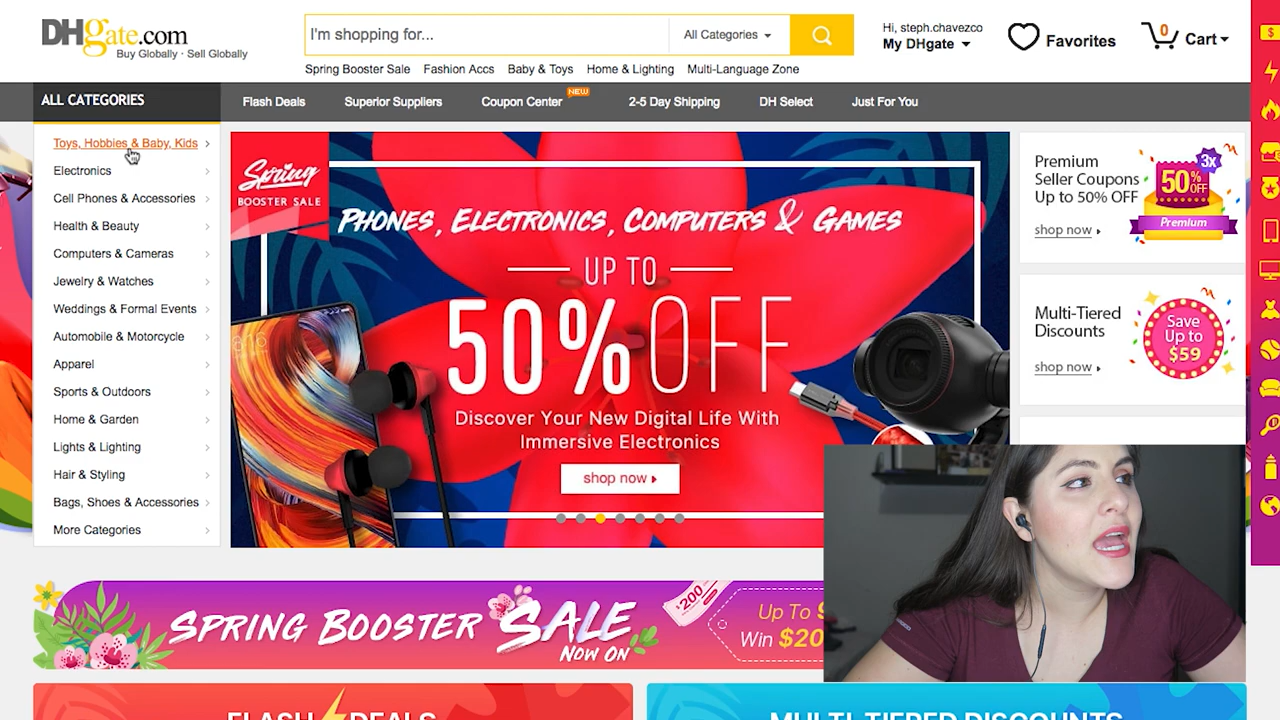 DHgate.com
Buy Globally · Sell Globally
I'm shopping for...
All Categories
Hi, steph.chavezco
My DHgate
Favorites
0
Cart
Spring Booster Sale
Fashion Accs
Baby & Toys
Home & Lighting
Multi-Language Zone
ALL CATEGORIES
Flash Deals
Superior Suppliers
Coupon Center
NEW
2-5 Day Shipping
DH Select
Just For You
Toys, Hobbies & Baby, Kids
Electronics
Cell Phones & Accessories
Health & Beauty
Computers & Cameras
Jewelry & Watches
Weddings & Formal Events
Automobile & Motorcycle
Apparel
Sports & Outdoors
Home & Garden
Lights & Lighting
Hair & Styling
Bags, Shoes & Accessories
More Categories
Spring
BOOSTER SALE
PHONES, ELECTRONICS, COMPUTERS & GAMES
UP TO
50% OFF
Discover Your New Digital Life With
Immersive Electronics
shop now
Premium
Seller Coupons
Up to 50% OFF
shop now
3x
50% OFF
Premium
Multi-Tiered
Discounts
shop now
Save
Up to
$59
SPRING BOOSTER SALE
NOW ON
$200
Up To
Win $20
FLASH DEALS
MULTI-TIERED DISCOUNTS